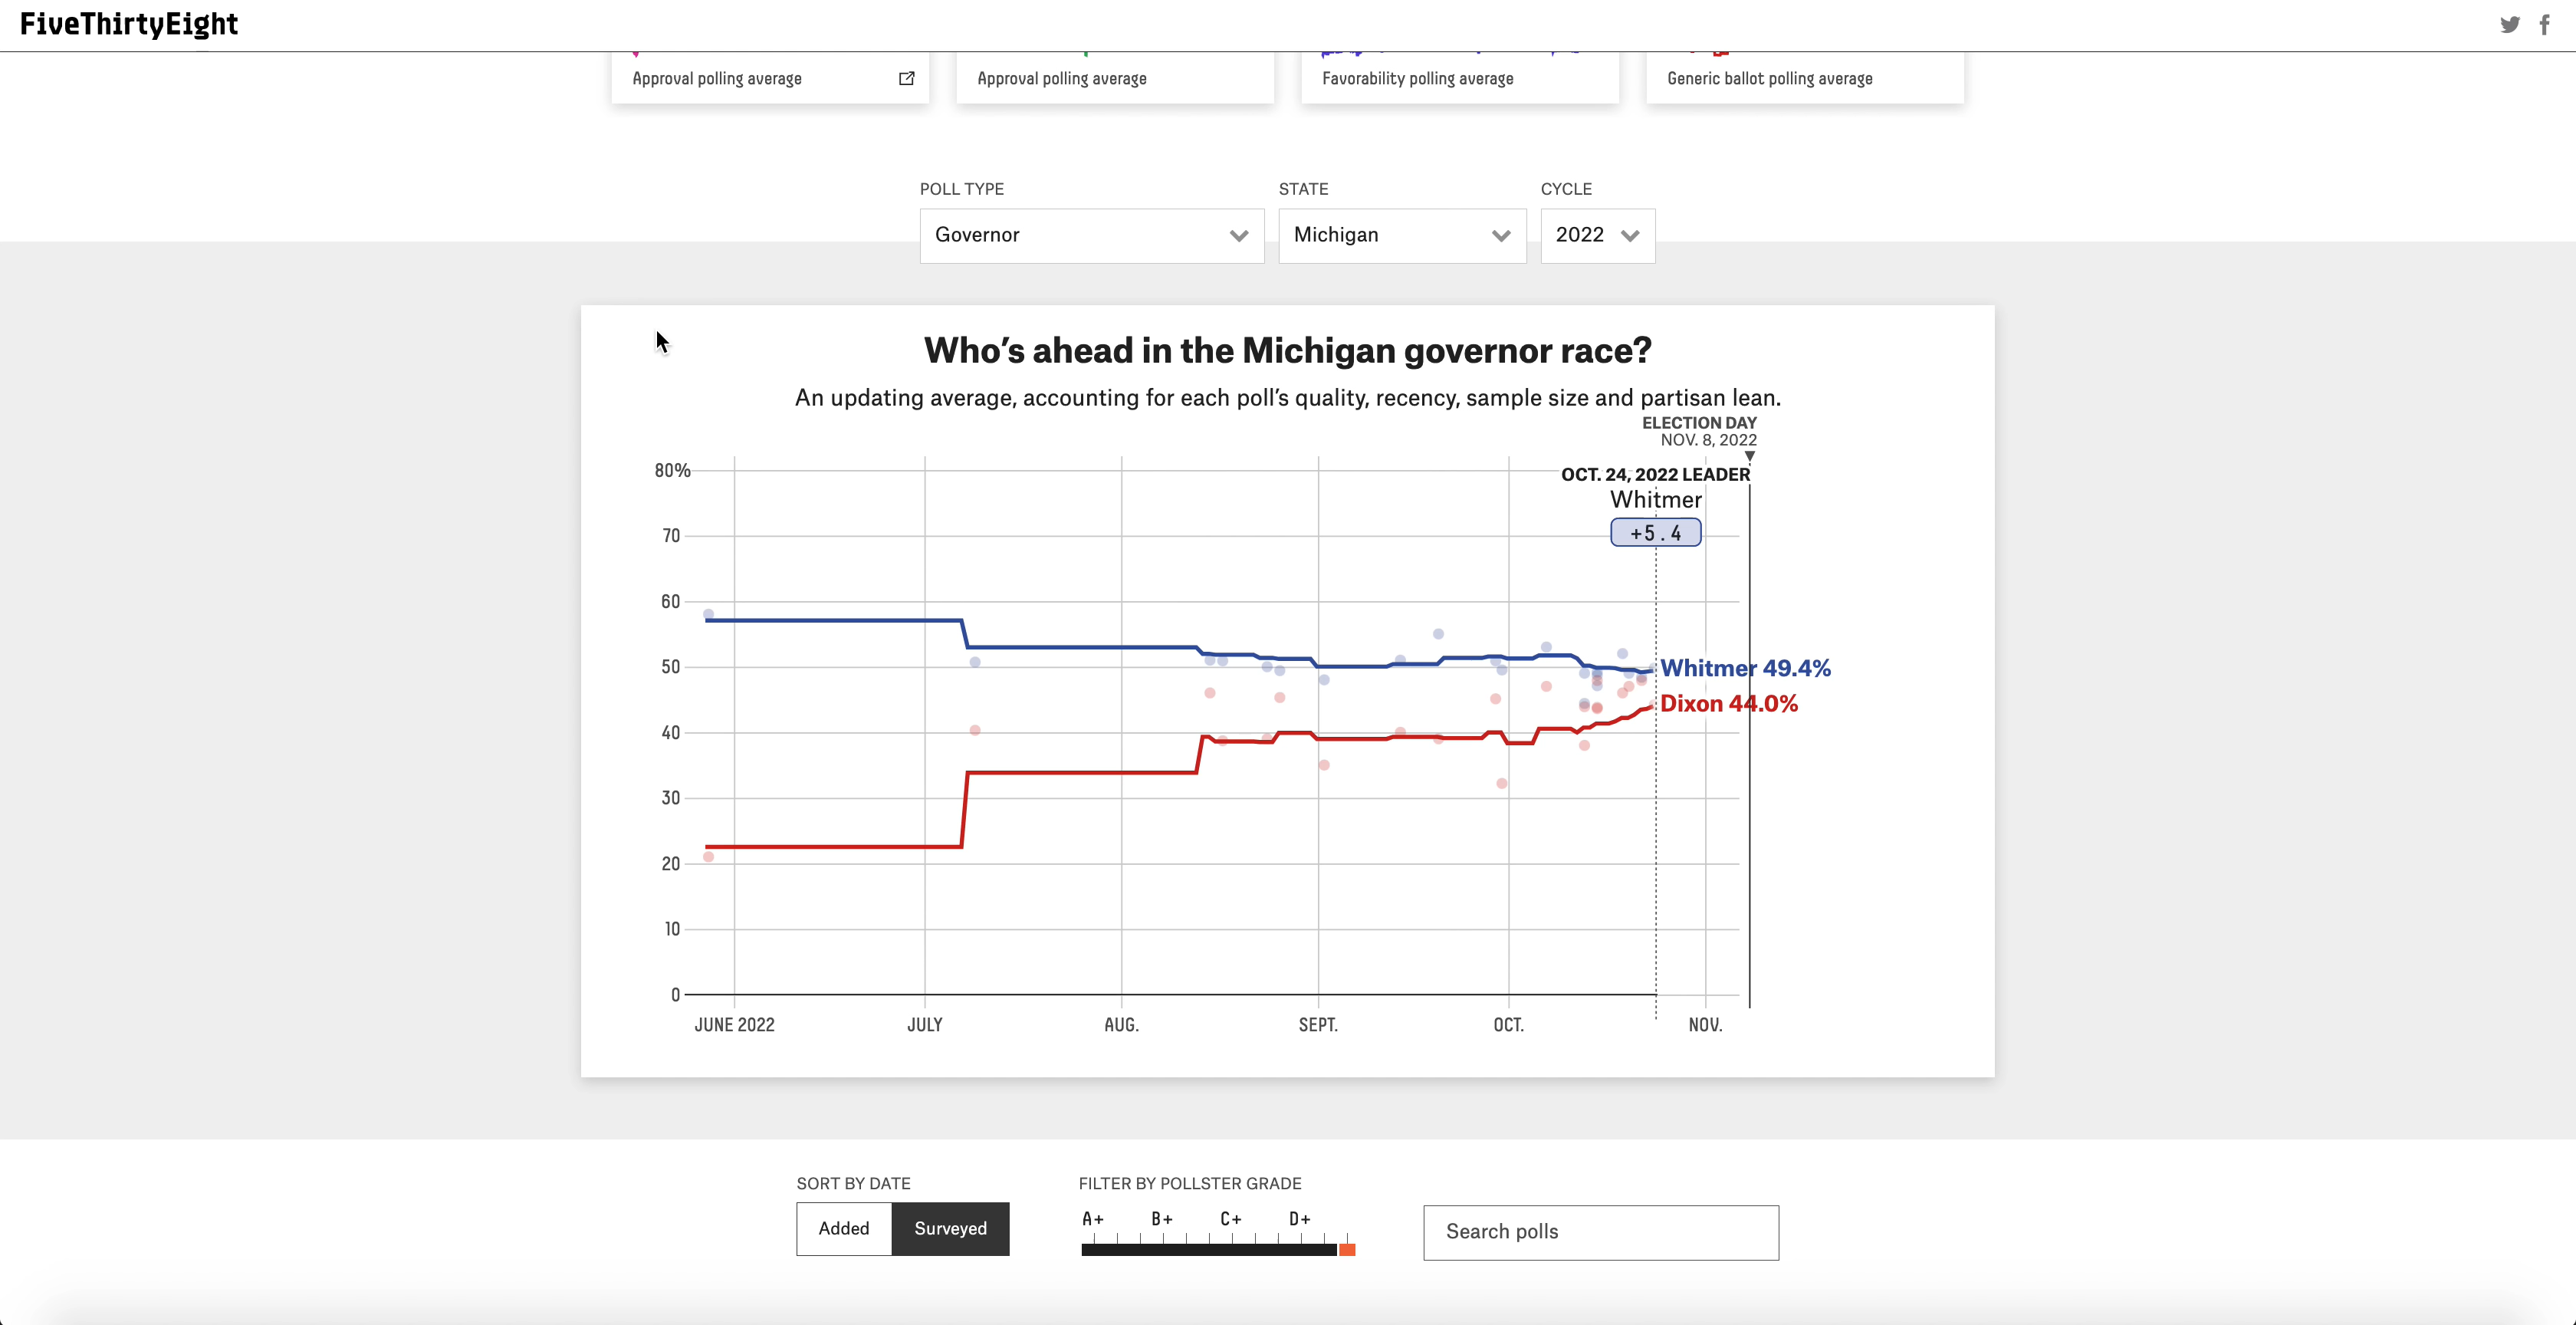 FiveThirtyEight
Approval polling average
Approval polling average
Favorability polling average
Generic ballot polling average
POLL TYPE
STATE
CYCLE
Governor
Michigan
2022
Who's ahead in the Michigan governor race?
An updating average, accounting for each poll's quality, recency, sample size and partisan lean.
ELECTION DAY
NOV. 8, 2022
80%
OCT. 24, 2022 LEADER
Whitmer
70
+5.4
60
50
Whitmer 49.4%
Dixon 44.0%
40
30
20
10
0
JUNE 2022
JULY
AUG.
SEPT.
OCT.
NOV.
SORT BY DATE
FILTER BY POLLSTER GRADE
Added
Surveyed
A+
B+
C+
D+
Search polls